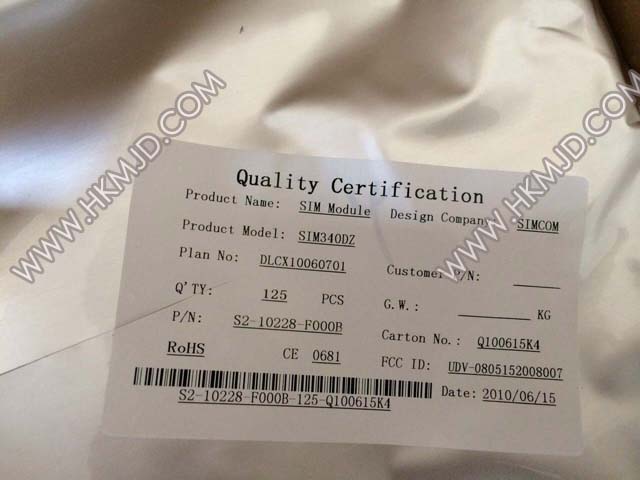 Quality Certification
Product Name: SIM Module Design Company: SIMCOM
Product Model: SIM340DZ
Plan No: DLCX10060701 Customer P/N:
Q'TY: 125 PCS G.W.: KG
P/N: S2-10228-F000B Carton No.: Q100615K4
RoHS CE 0681 FCC ID: UDV-0805152008007
Date: 2010/06/15
S2-10228-F000B-125-Q100615K4
WWW.HKMJD.COM
WWW.HKMJD.COM